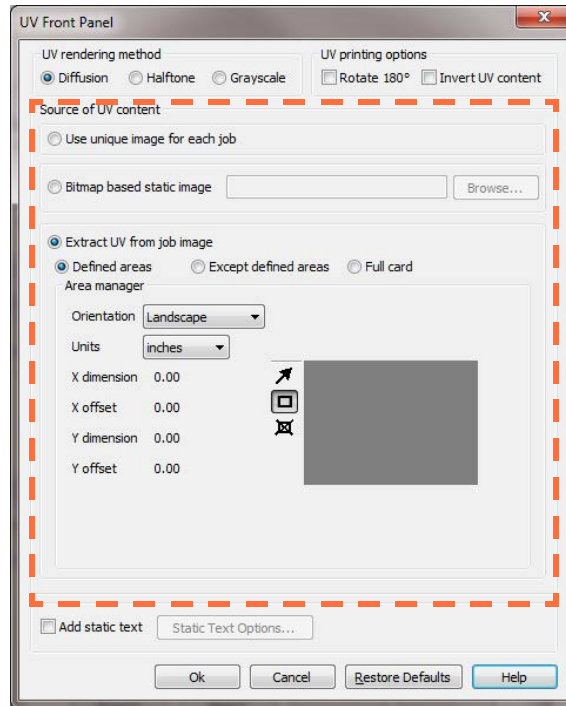 UV Front Panel
UV rendering method
Diffusion Halftone Grayscale
UV printing options
Rotate 180° Invert UV content
Source of UV content
Use unique image for each job
Bitmap based static image Browse...
Extract UV from job image
Defined areas Except defined areas Full card
Area manager
Orientation Landscape
Units inches
X dimension 0.00
X offset 0.00
Y dimension 0.00
Y offset 0.00
Add static text Static Text Options...
Ok Cancel Restore Defaults Help